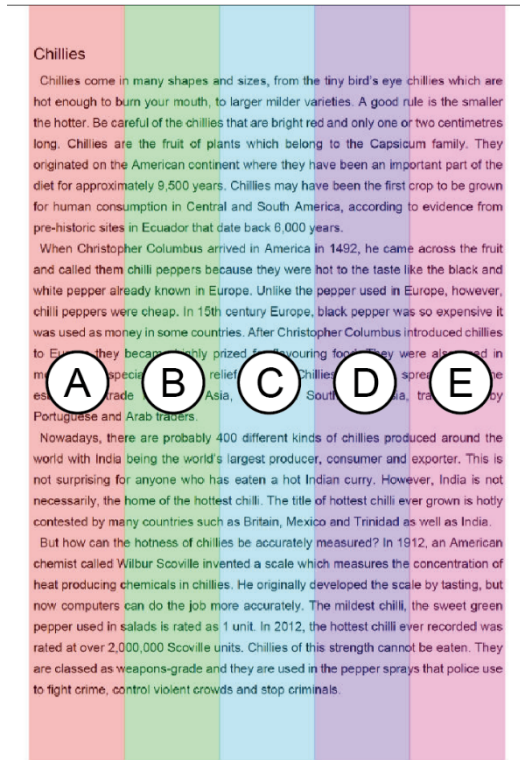 Chillies
Chillies come in many shapes and sizes, from the tiny bird's eye chillies which are
hot enough to burn your mouth, to larger milder varieties. A good rule is the smaller
the hotter. Be careful of the chillies that are bright red and only one or two centimetres
long. Chillies are the fruit of plants which belong to the Capsicum family. They
originated on the American continent where they have been an important part of the
diet for approximately 9,500 years. Chillies may have been the first crop to be grown
for human consumption in Central and South America, according to evidence from
pre-historic sites in Ecuador that date back 6,000 years.
When Christopher Columbus arrived in America in 1492, he came across the fruit
and called them chilli peppers because they were hot to the taste like the black and
white pepper already known in Europe. Unlike the pepper used in Europe, however,
chilli peppers were cheap. In 15th century Europe, black pepper was so expensive it
was used as money in some countries. After Christopher Columbus introduced chillies
to they prized flavouring They were in
relief Chillies
A B C D E
trade Asia, by
Portuguese and Arab traders.
Nowadays, there are probably 400 different kinds of chillies produced around the
world with India being the world's largest producer, consumer and exporter. This is
not surprising for anyone who has eaten a hot Indian curry. However, India is not
necessarily, the home of the hottest chilli. The title of hottest chilli ever grown is hotly
contested by many countries such as Britain, Mexico and Trinidad as well as India.
But how can the hotness of chillies be accurately measured? In 1912, an American
chemist called Wilbur Scoville invented a scale which measures the concentration of
heat producing chemicals in chillies. He originally developed the scale by tasting, but
now computers can do the job more accurately. The mildest chilli, the sweet green
pepper used in salads is rated as 1 unit. In 2012, the hottest chilli ever recorded was
rated at over 2,000,000 Scoville units. Chillies of this strength cannot be eaten. They
are classed as weapons-grade and they are used in the pepper sprays that police use
to fight crime, control violent crowds and stop criminals.